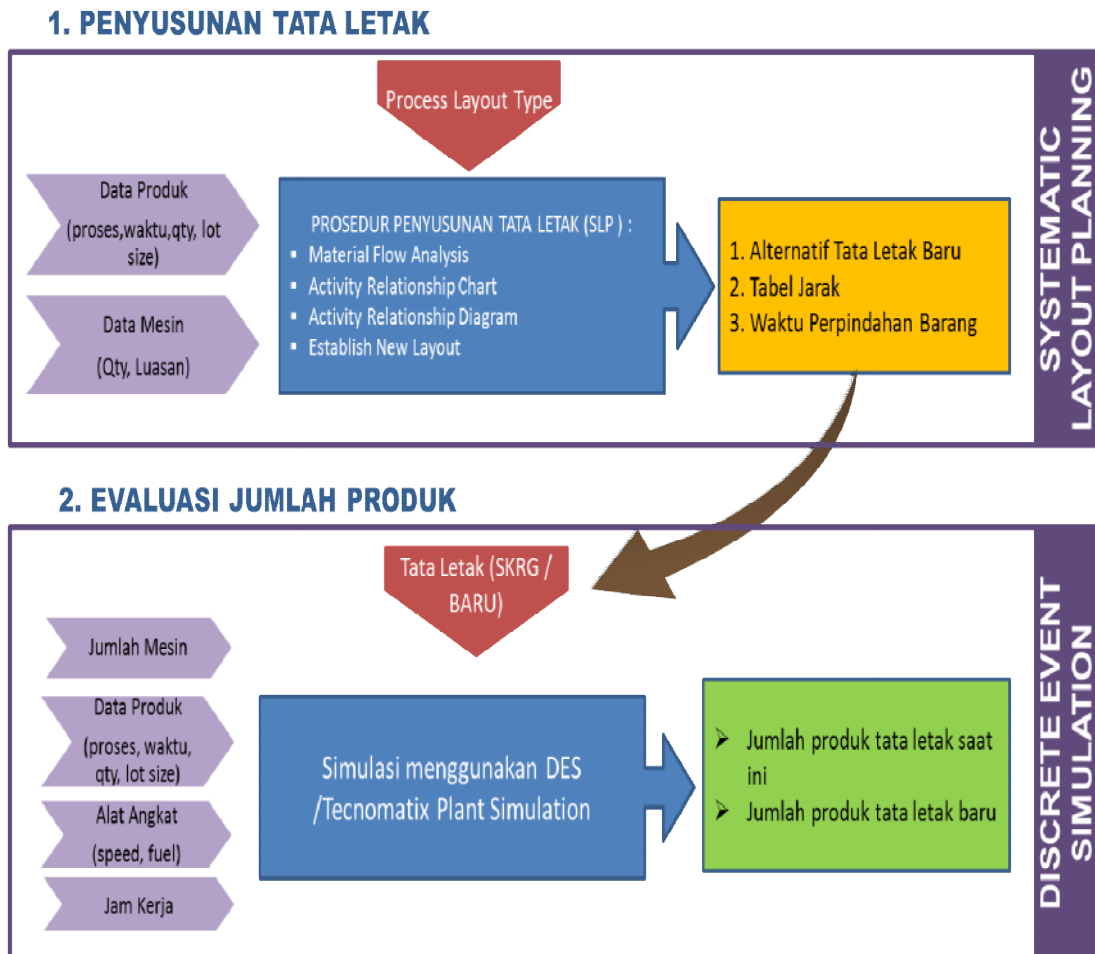 1. PENYUSUNAN TATA LETAK
Process Layout Type
Data Produk
(proses,waktu,qty, lot
size)
Data Mesin
(Qty, Luasan)
PROSEDUR PENYUSUNAN TATA LETAK (SLP ) :
▪ Material Flow Analysis
▪ Activity Relationship Chart
▪ Activity Relationship Diagram
▪ Establish New Layout
1. Alternatif Tata Letak Baru
2. Tabel Jarak
3. Waktu Perpindahan Barang
SYSTEMATIC
LAYOUT PLANNING
2. EVALUASI JUMLAH PRODUK
Tata Letak (SKRG /
BARU)
Jumlah Mesin
Data Produk
(proses, waktu,
qty, lot size)
Alat Angkat
(speed, fuel)
Jam Kerja
Simulasi menggunakan DES
/Tecnomatix Plant Simulation
➢ Jumlah produk tata letak saat
ini
➢ Jumlah produk tata letak baru
DISCRETE EVENT
SIMULATION